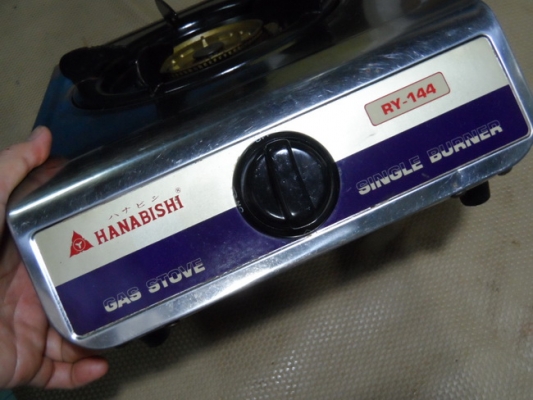 RY-144
ハナビシ
HANABISHI®
SINGLE BURNER
GAS STOVE